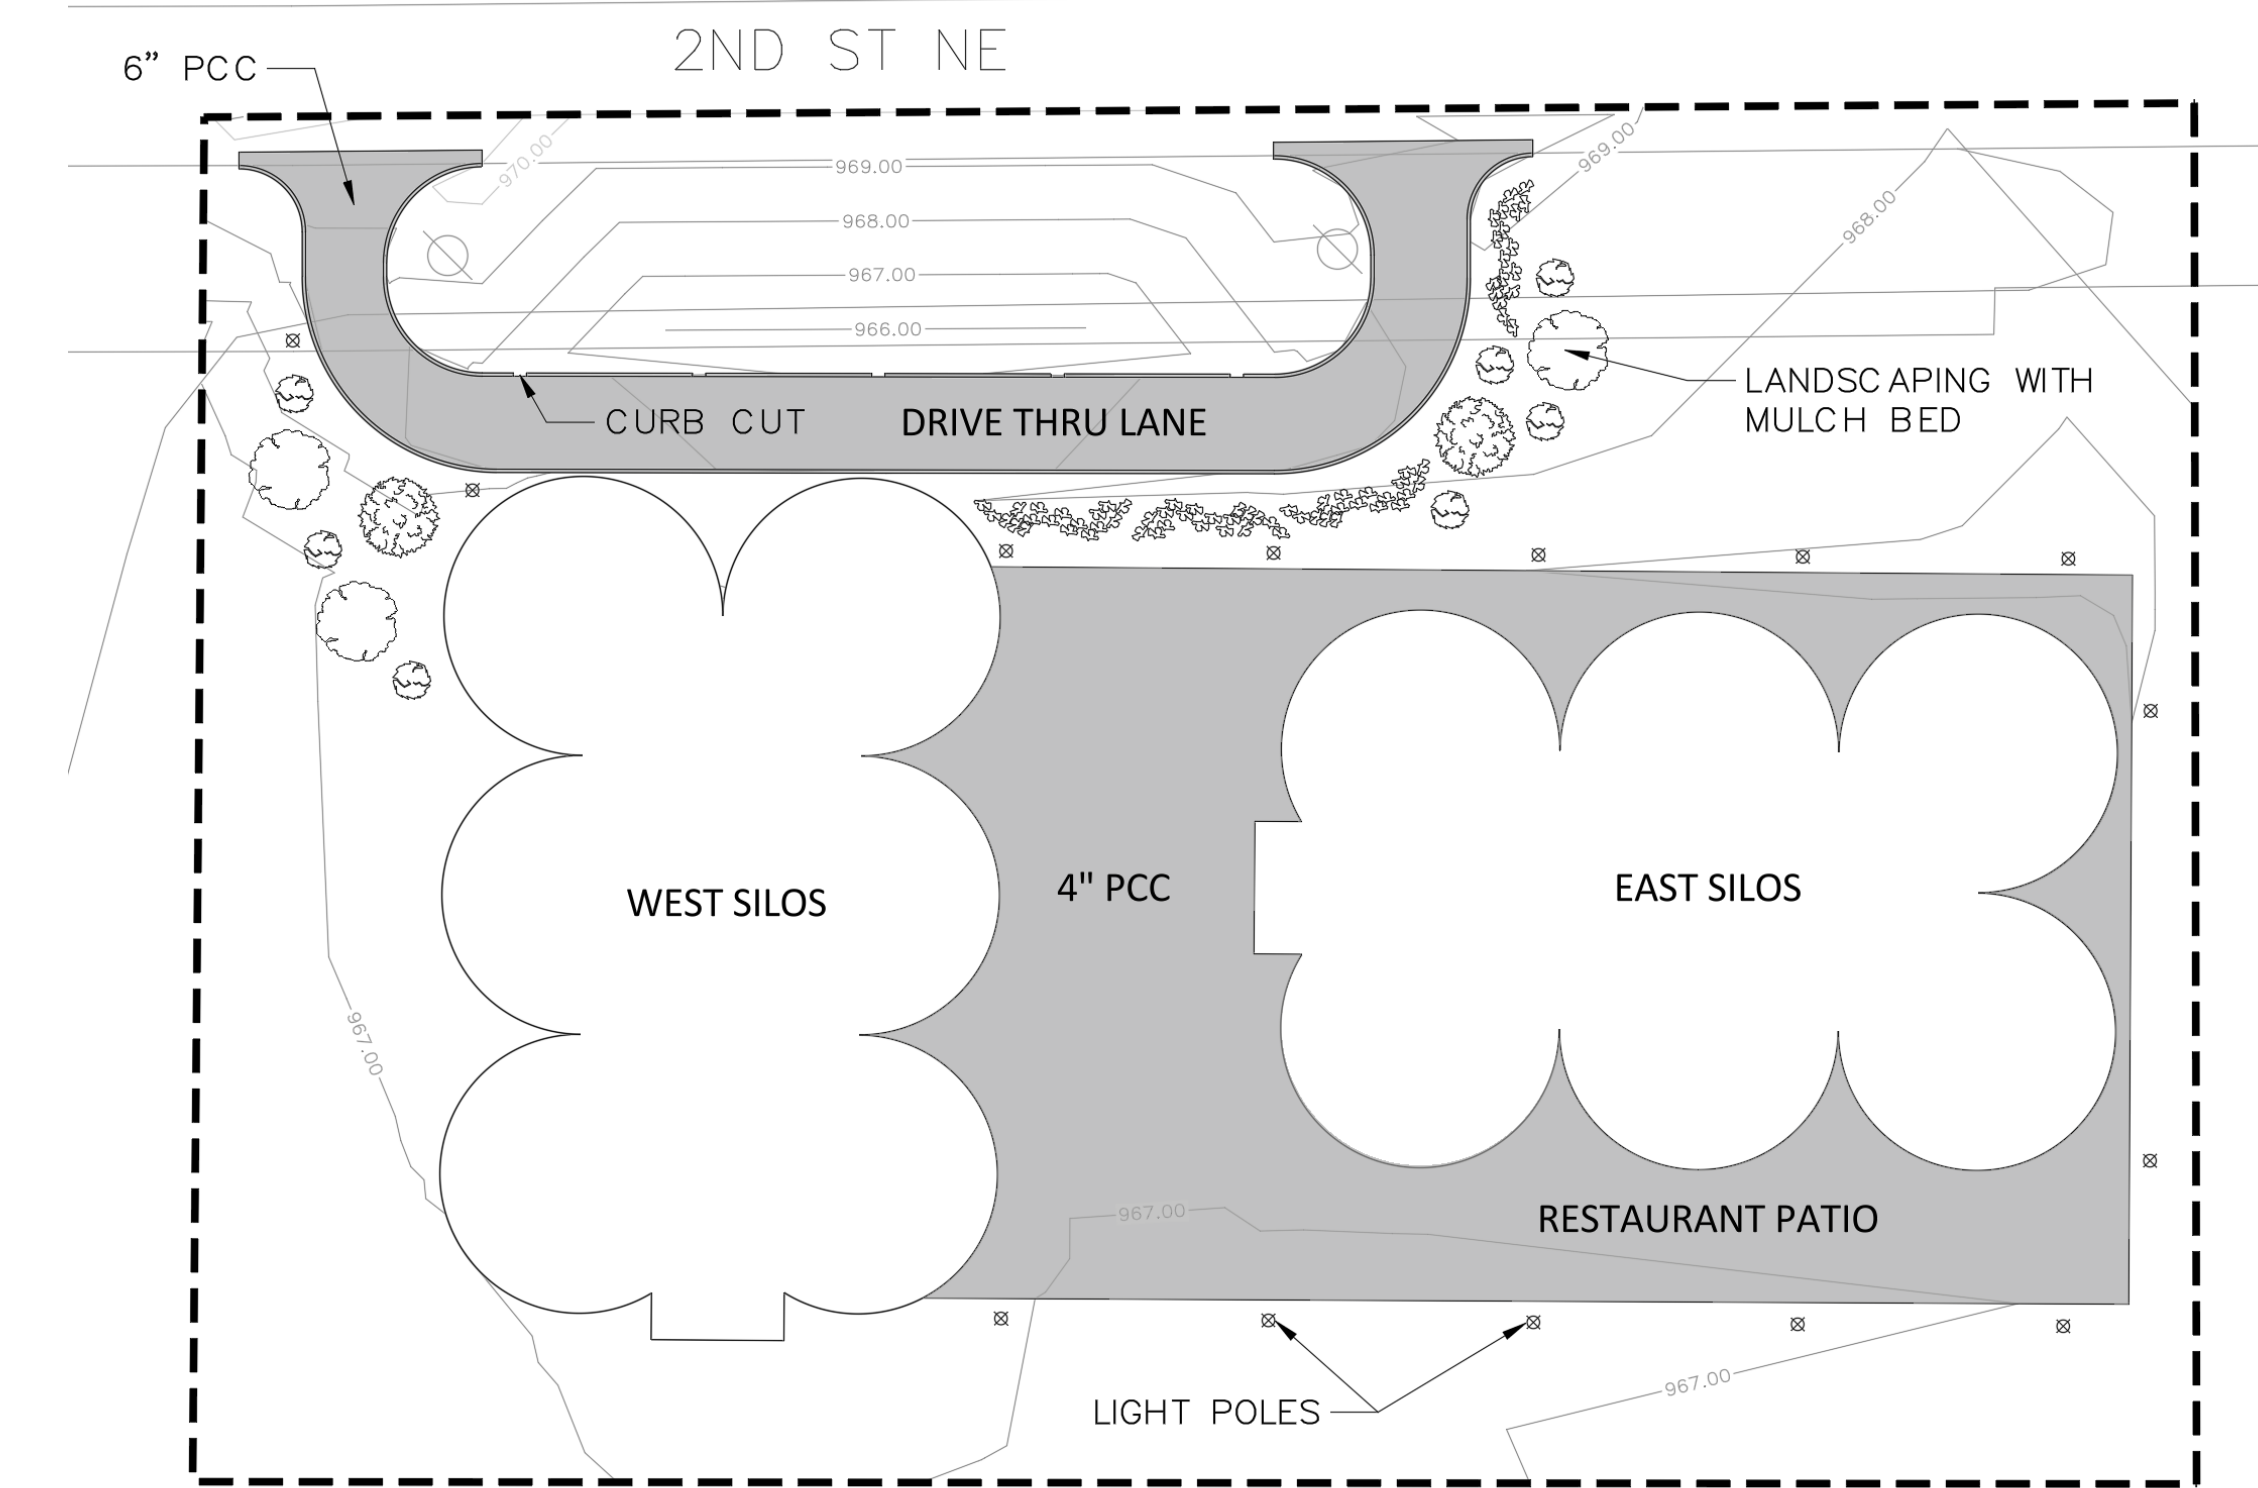 2ND ST NE
6” PCC
970.00
969.00
969.00
968.00
968.00
967.00
966.00
CURB CUT
DRIVE THRU LANE
LANDSCAPING WITH
MULCH BED
WEST SILOS
4" PCC
EAST SILOS
967.00
967.00
RESTAURANT PATIO
967.00
LIGHT POLES